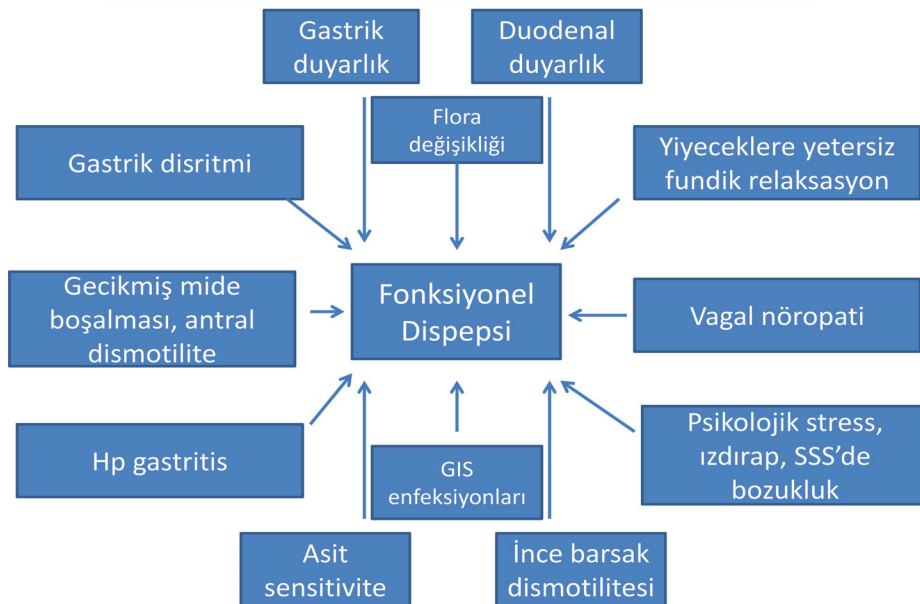 Gastrik
duyarlık
Duodenal
duyarlık
Flora
değişikliği
Gastrik disritmi
Yiyeceklere yetersiz
fundik relaksasyon
Gecikmiş mide
boşalması, antral
dismotilite
Fonksiyonel
Dispepsi
Vagal nöropati
Hp gastritis
GIS
enfeksiyonları
Psikolojik stress,
ızdırap, SSS’de
bozukluk
Asit
sensitivite
İnce barsak
dismotilitesi